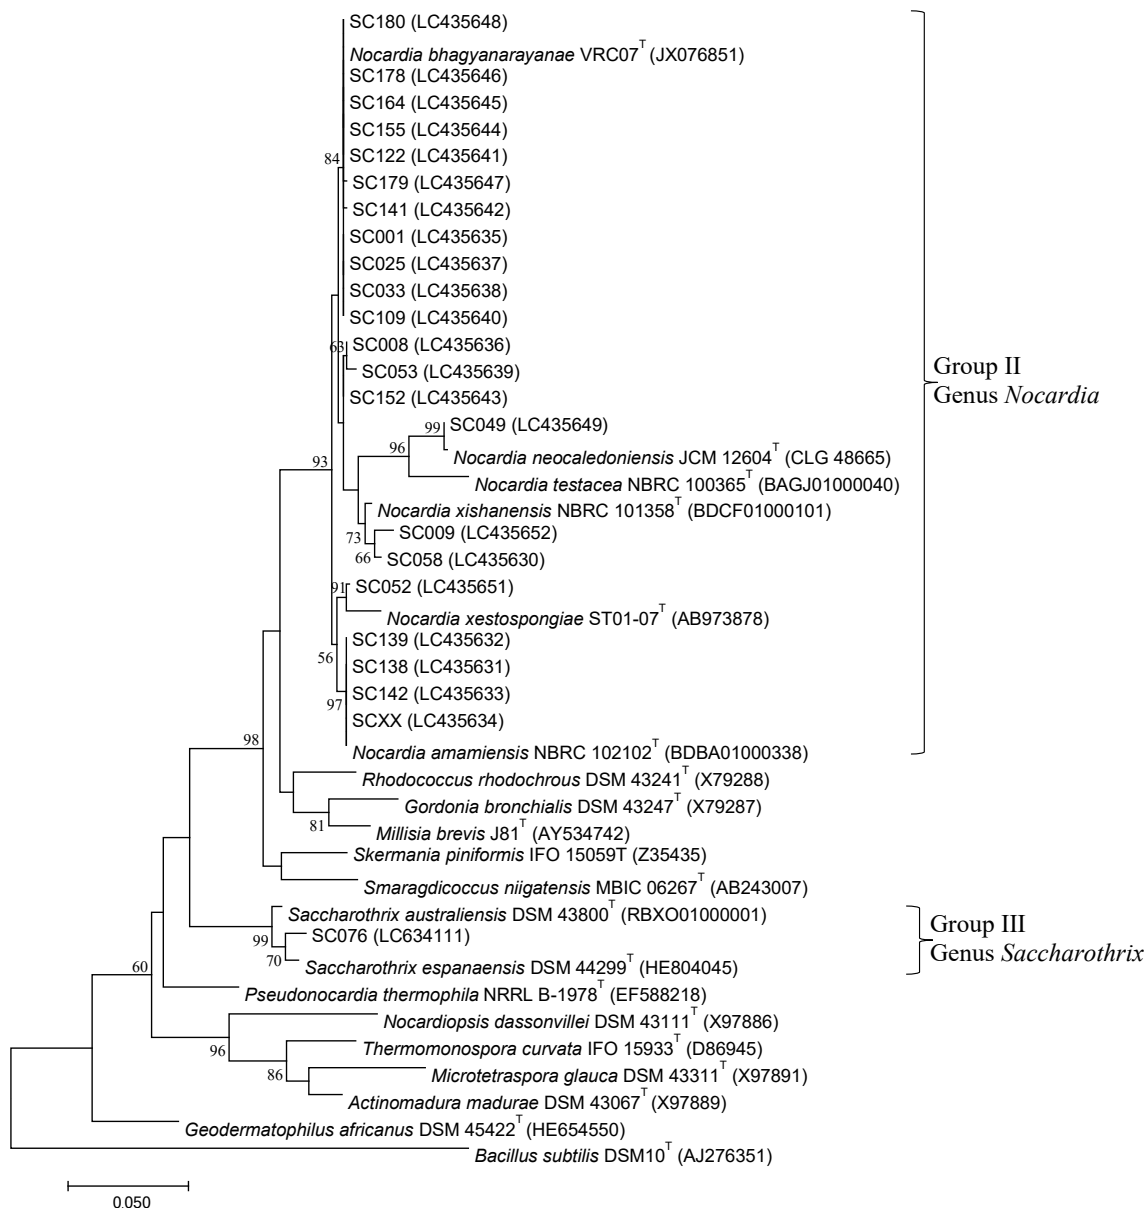 SC180 (LC435648)
Nocardia bhagyanarayanae VRC07T (JX076851)
SC178 (LC435646)
SC164 (LC435645)
SC155 (LC435644)
84
SC122 (LC435641)
SC179 (LC435647)
SC141 (LC435642)
SC001 (LC435635)
SC025 (LC435637)
SC033 (LC435638)
SC109 (LC435640)
63
SC008 (LC435636)
SC053 (LC435639)
Group II
Genus Nocardia
SC152 (LC435643)
99
SC049 (LC435649)
96
Nocardia neocaledoniensis JCM 12604T (CLG 48665)
93
Nocardia testacea NBRC 100365T (BAGJ01000040)
Nocardia xishanensis NBRC 101358T (BDCF01000101)
73
SC009 (LC435652)
66
SC058 (LC435630)
91
SC052 (LC435651)
Nocardia xestospongiae ST01-07T (AB973878)
SC139 (LC435632)
56
SC138 (LC435631)
SC142 (LC435633)
97
SCXX (LC435634)
98
Nocardia amamiensis NBRC 102102T (BDBA01000338)
Rhodococcus rhodochrous DSM 43241T (X79288)
Gordonia bronchialis DSM 43247T (X79287)
81
Millisia brevis J81T (AY534742)
Skermania piniformis IFO 15059T (Z35435)
Smaragdicoccus niigatensis MBIC 06267T (AB243007)
Saccharothrix australiensis DSM 43800T (RBXO01000001)
Group III
Genus Saccharothrix
99
SC076 (LC634111)
70
Saccharothrix espanaensis DSM 44299T (HE804045)
60
Pseudonocardia thermophila NRRL B-1978T (EF588218)
Nocardiopsis dassonvillei DSM 43111T (X97886)
96
Thermomonospora curvata IFO 15933T (D86945)
86
Microtetraspora glauca DSM 43311T (X97891)
Actinomadura madurae DSM 43067T (X97889)
Geodermatophilus africanus DSM 45422T (HE654550)
Bacillus subtilis DSM10T (AJ276351)
0.050